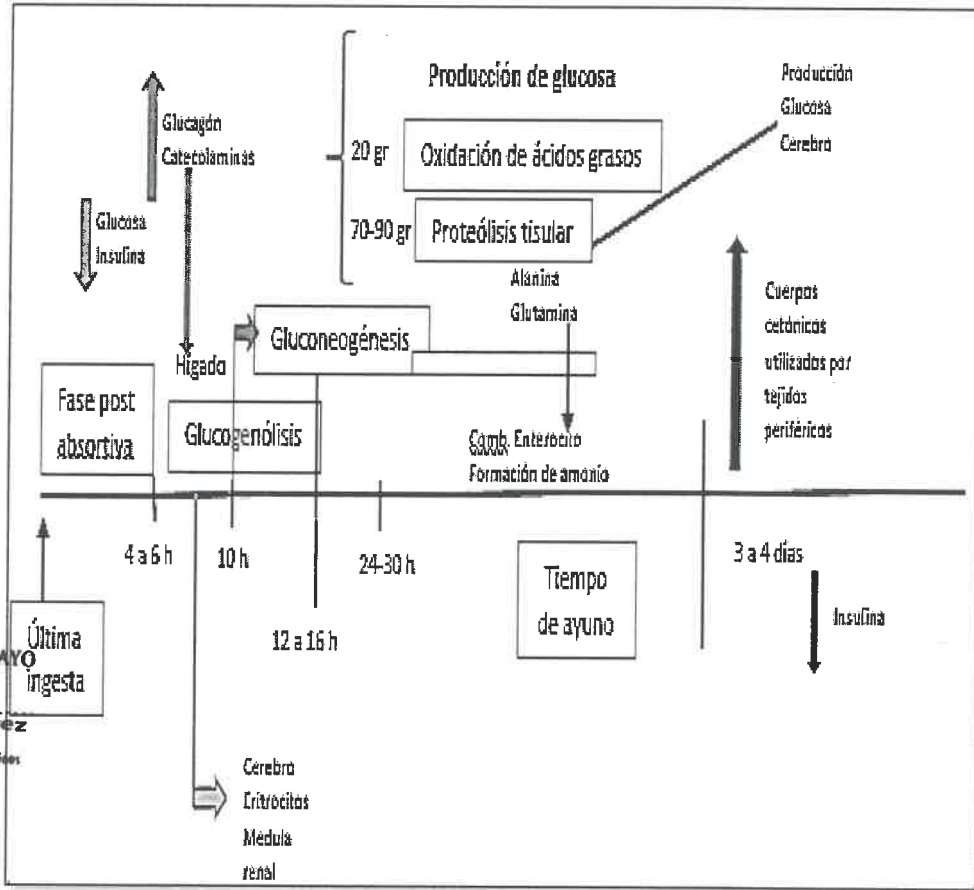 Producción de glucosa
20 gr
Oxidación de ácidos grasos
70-90 gr
Proteólisis tisular
Alanina
Glutamina
Producción
Glucosa
Cerebro
Glucagón
Catecolaminas
Glucosa
Insulina
Hígado
Gluconeogénesis
Fase post
absortiva
Glucogenólisis
Comb. Enterocito
Formación de amonio
Cuerpos
cetónicos
utilizados por
tejidos
periféricos
4 a 6 h
10 h
12 a 16 h
24-30 h
Tiempo
de ayuno
3 a 4 días
Insulina
AYO
Última
ingesta
ez
Cerebro
Eritrocitos
Médula
renal